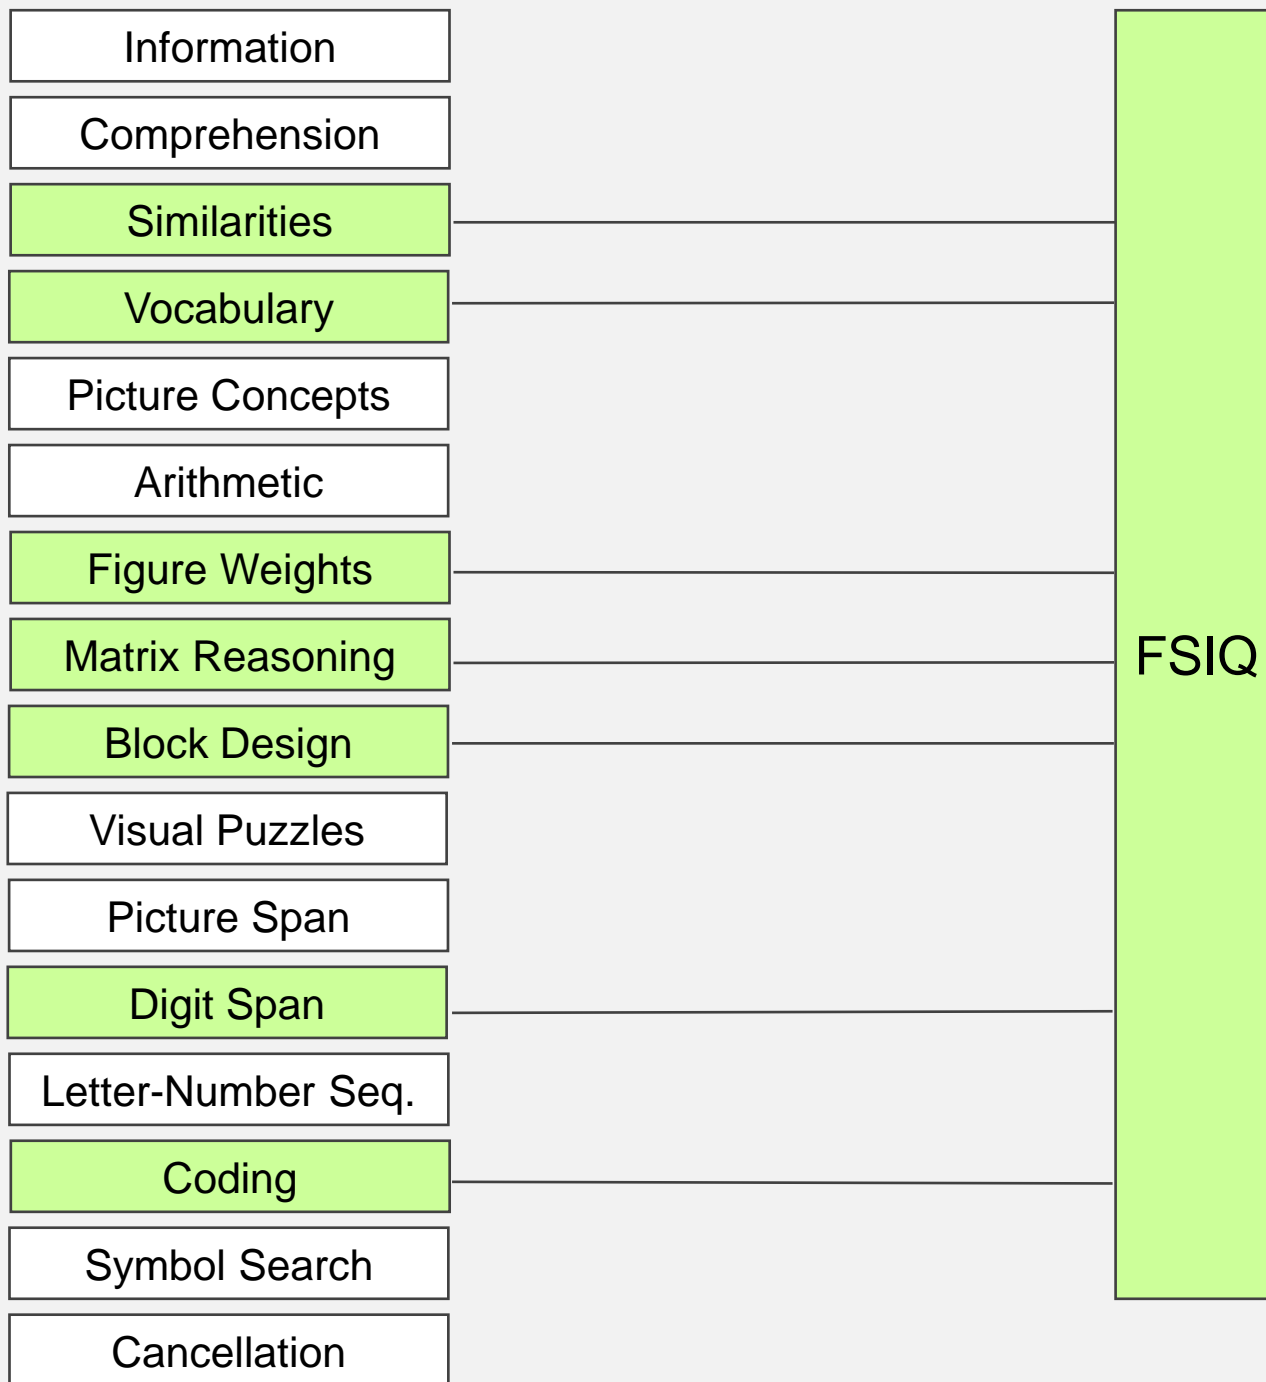 Information
Comprehension
Similarities
Vocabulary
Picture Concepts
Arithmetic
Figure Weights
Matrix Reasoning
FSIQ
Block Design
Visual Puzzles
Picture Span
Digit Span
Letter-Number Seq.
Coding
Symbol Search
Cancellation